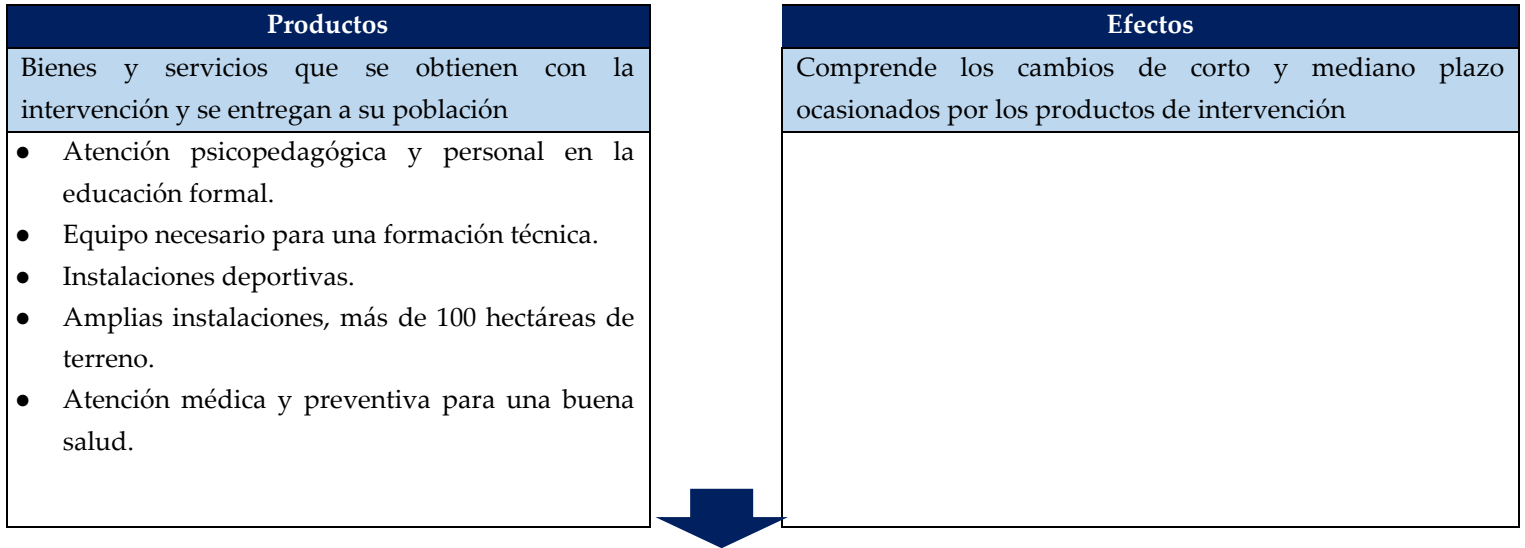 Productos
Bienes y servicios que se obtienen con la
intervención y se entregan a su población
● Atención psicopedagógica y personal en la
educación formal.
● Equipo necesario para una formación técnica.
● Instalaciones deportivas.
● Amplias instalaciones, más de 100 hectáreas de
terreno.
● Atención médica y preventiva para una buena
salud.
Efectos
Comprende los cambios de corto y mediano plazo
ocasionados por los productos de intervención